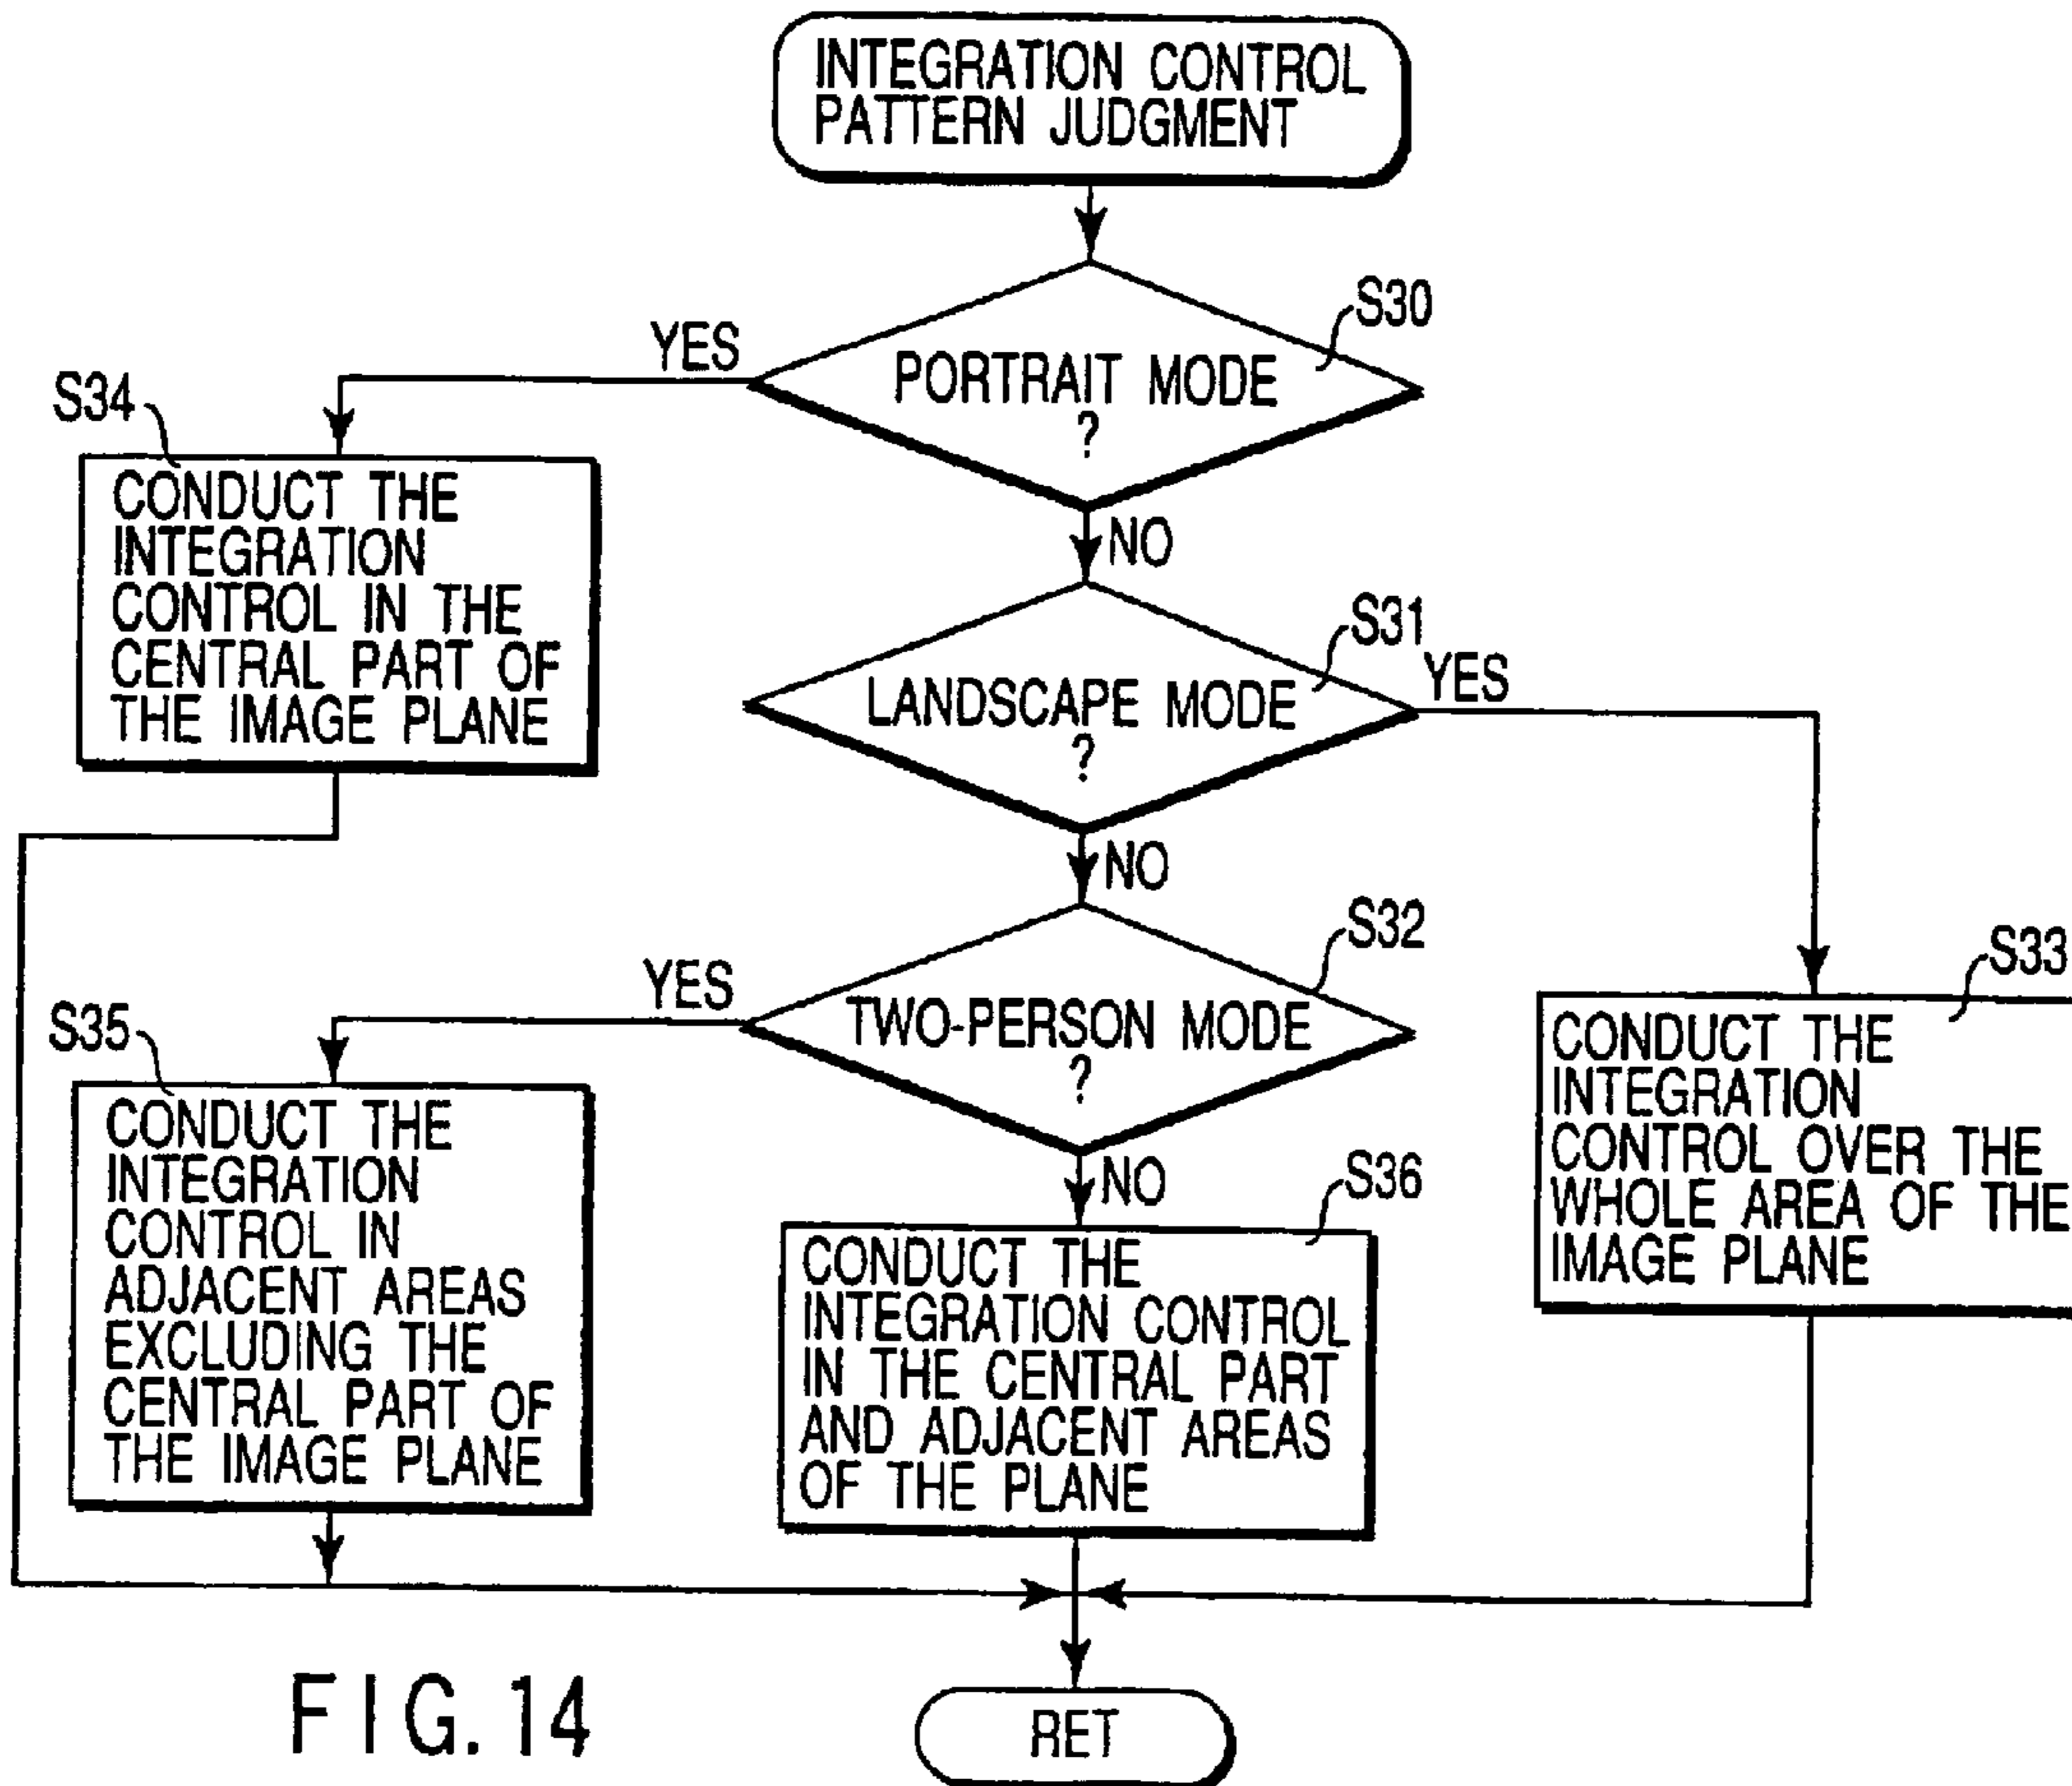 INTEGRATION CONTROL
PATTERN JUDGMENT
S30
YES
PORTRAIT MODE
?
S34
NO
CONDUCT THE
INTEGRATION
CONTROL IN THE
CENTRAL PART OF
THE IMAGE PLANE
S31
YES
LANDSCAPE MODE
?
NO
S32
YES
TWO-PERSON MODE
?
S33
CONDUCT THE
INTEGRATION
CONTROL OVER THE
WHOLE AREA OF THE
IMAGE PLANE
S35
CONDUCT THE
INTEGRATION
CONTROL IN
ADJACENT AREAS
EXCLUDING THE
CENTRAL PART OF
THE IMAGE PLANE
NO
S36
CONDUCT THE
INTEGRATION CONTROL
IN THE CENTRAL PART
AND ADJACENT AREAS
OF THE PLANE
RET
FIG. 14